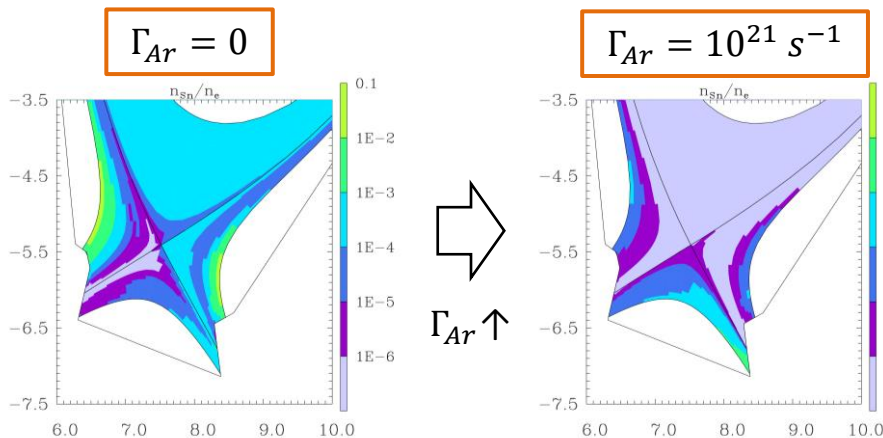 Γ_Ar = 0
Γ_Ar = 10^21 s^-1
n_Sn/n_e
-3.5
-4.5
-5.5
-6.5
-7.5
6.0 7.0 8.0 9.0 10.0
0.1
1E-2
1E-3
1E-4
1E-5
1E-6
Γ_Ar ↑
n_Sn/n_e
-3.5
-4.5
-5.5
-6.5
-7.5
6.0 7.0 8.0 9.0 10.0